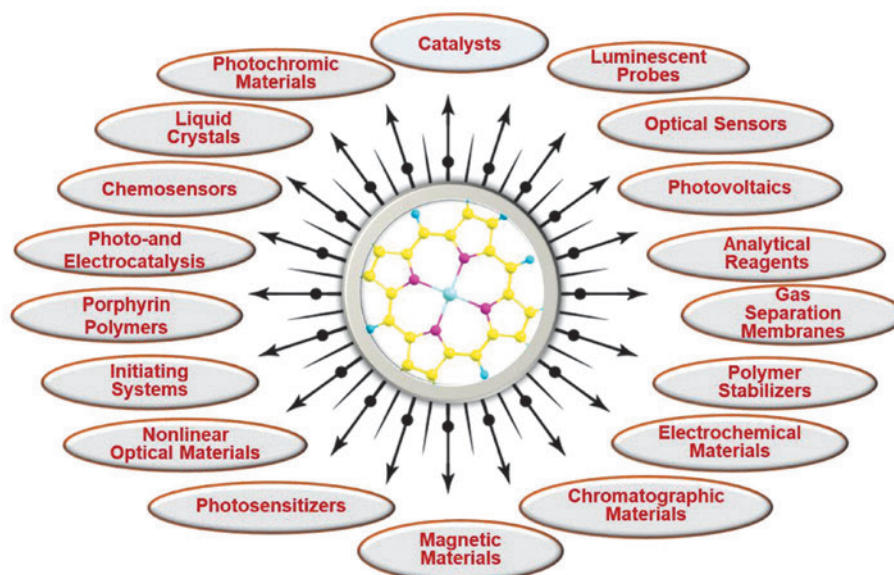 Catalysts
Luminescent
Probes
Optical Sensors
Photovoltaics
Analytical
Reagents
Gas
Separation
Membranes
Polymer
Stabilizers
Electrochemical
Materials
Chromatographic
Materials
Magnetic
Materials
Photosensitizers
Nonlinear
Optical Materials
Initiating
Systems
Porphyrin
Polymers
Photo-and
Electrocatalysis
Chemosensors
Liquid
Crystals
Photochromic
Materials